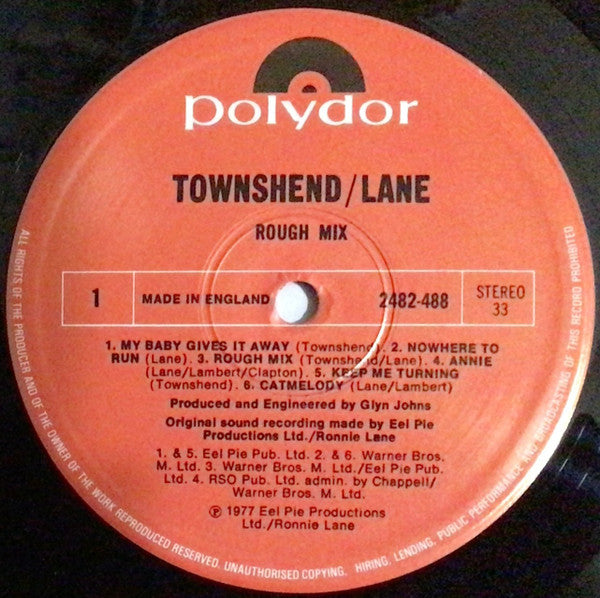 polydor
TOWNSHEND/LANE
ROUGH MIX
1
MADE IN ENGLAND
2482-488
STEREO
33
1. MY BABY GIVES IT AWAY (Townshend). 2. NOWHERE TO
RUN (Lane). 3. ROUGH MIX (Townshend/Lane). 4. ANNIE
(Lane/Lambert/Clapton). 5. KEEP ME TURNING
(Townshend). 6. CATMELODY (Lane/Lambert)
Produced and Engineered by Glyn Johns
Original sound recording made by Eel Pie
Productions Ltd./Ronnie Lane
1. & 5. Eel Pie Pub. Ltd. 2. & 6. Warner Bros.
M. Ltd. 3. Warner Bros. M. Ltd./Eel Pie Pub.
Ltd. 4. RSO Pub. Ltd. admin. by Chappell/
Warner Bros. M. Ltd.
℗ 1977 Eel Pie Productions
Ltd./Ronnie Lane
ALL RIGHTS OF THE PRODUCER AND OF THE OWNER OF THE WORK REPRODUCED RESERVED. UNAUTHORISED COPYING, HIRING, LENDING, PUBLIC PERFORMANCE AND BROADCASTING OF THIS RECORD PROHIBITED